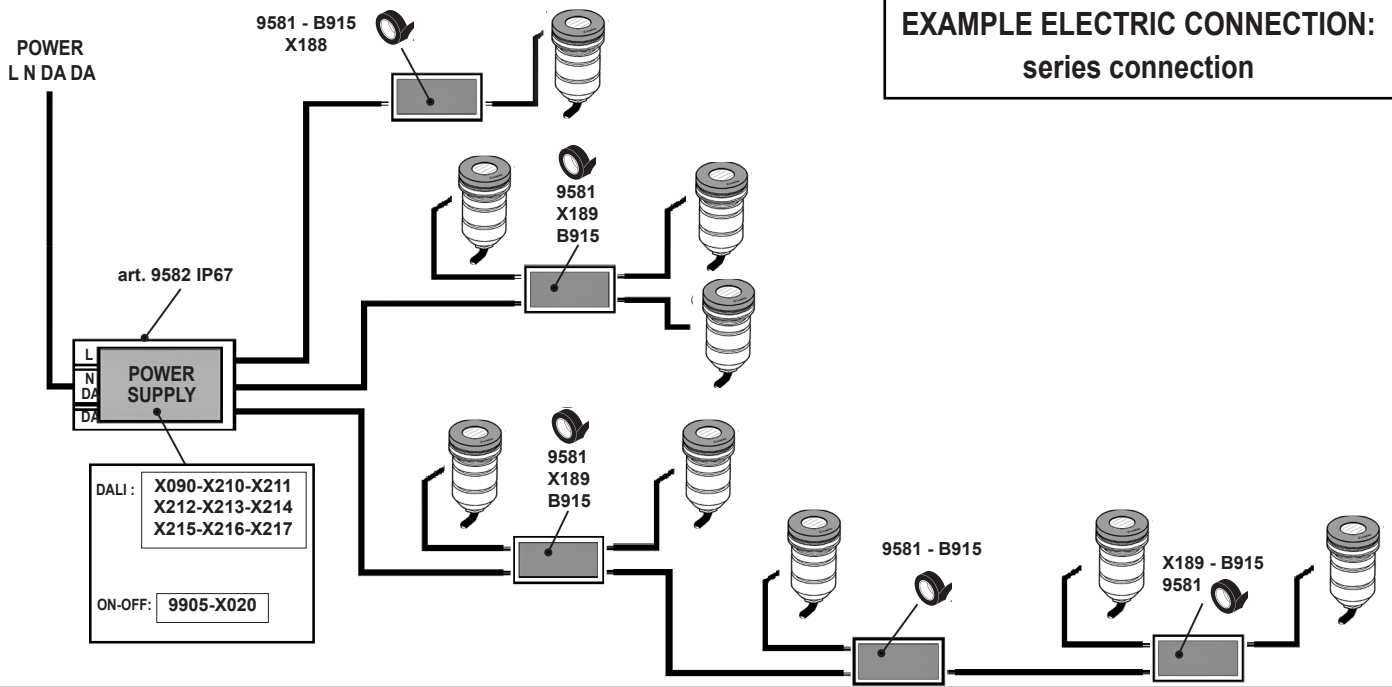 EXAMPLE ELECTRIC CONNECTION:
series connection
POWER
L N DA DA
9581 - B915
X188
9581
X189
B915
art. 9582 IP67
L
N
DA
DA
POWER
SUPPLY
DALI :
X090-X210-X211
X212-X213-X214
X215-X216-X217
ON-OFF:
9905-X020
9581
X189
B915
9581 - B915
X189 - B915
9581